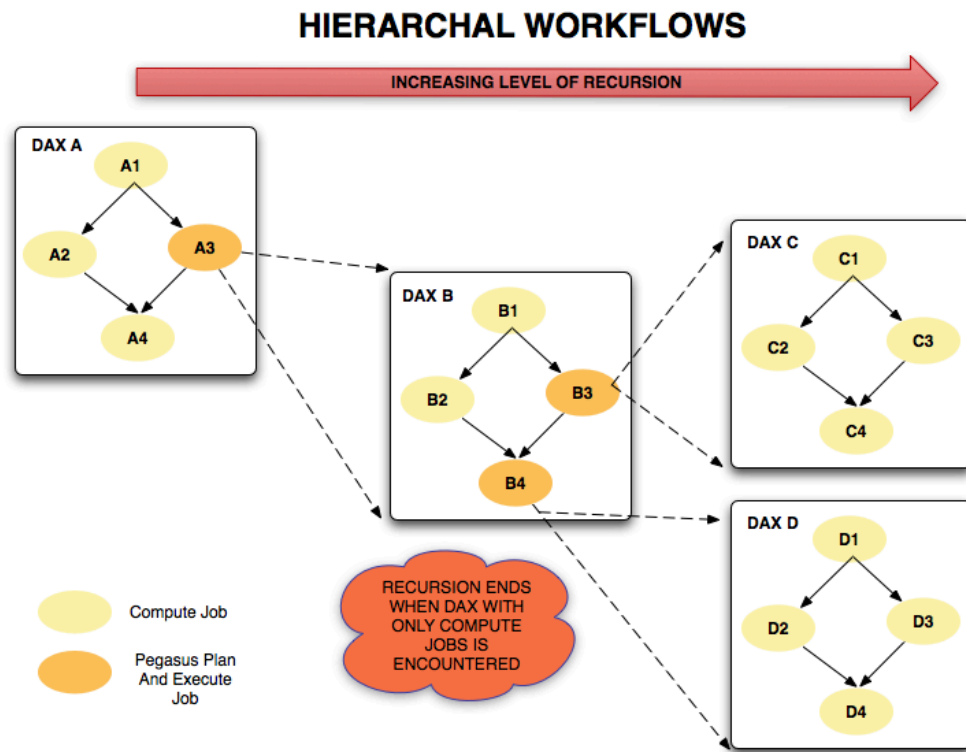 HIERARCHAL WORKFLOWS
INCREASING LEVEL OF RECURSION
DAX A
A1
A2
A3
A4
DAX B
B1
B2
B3
B4
DAX C
C1
C2
C3
C4
DAX D
D1
D2
D3
D4
Compute Job
Pegasus Plan
And Execute
Job
RECURSION ENDS
WHEN DAX WITH
ONLY COMPUTE
JOBS IS
ENCOUNTERED